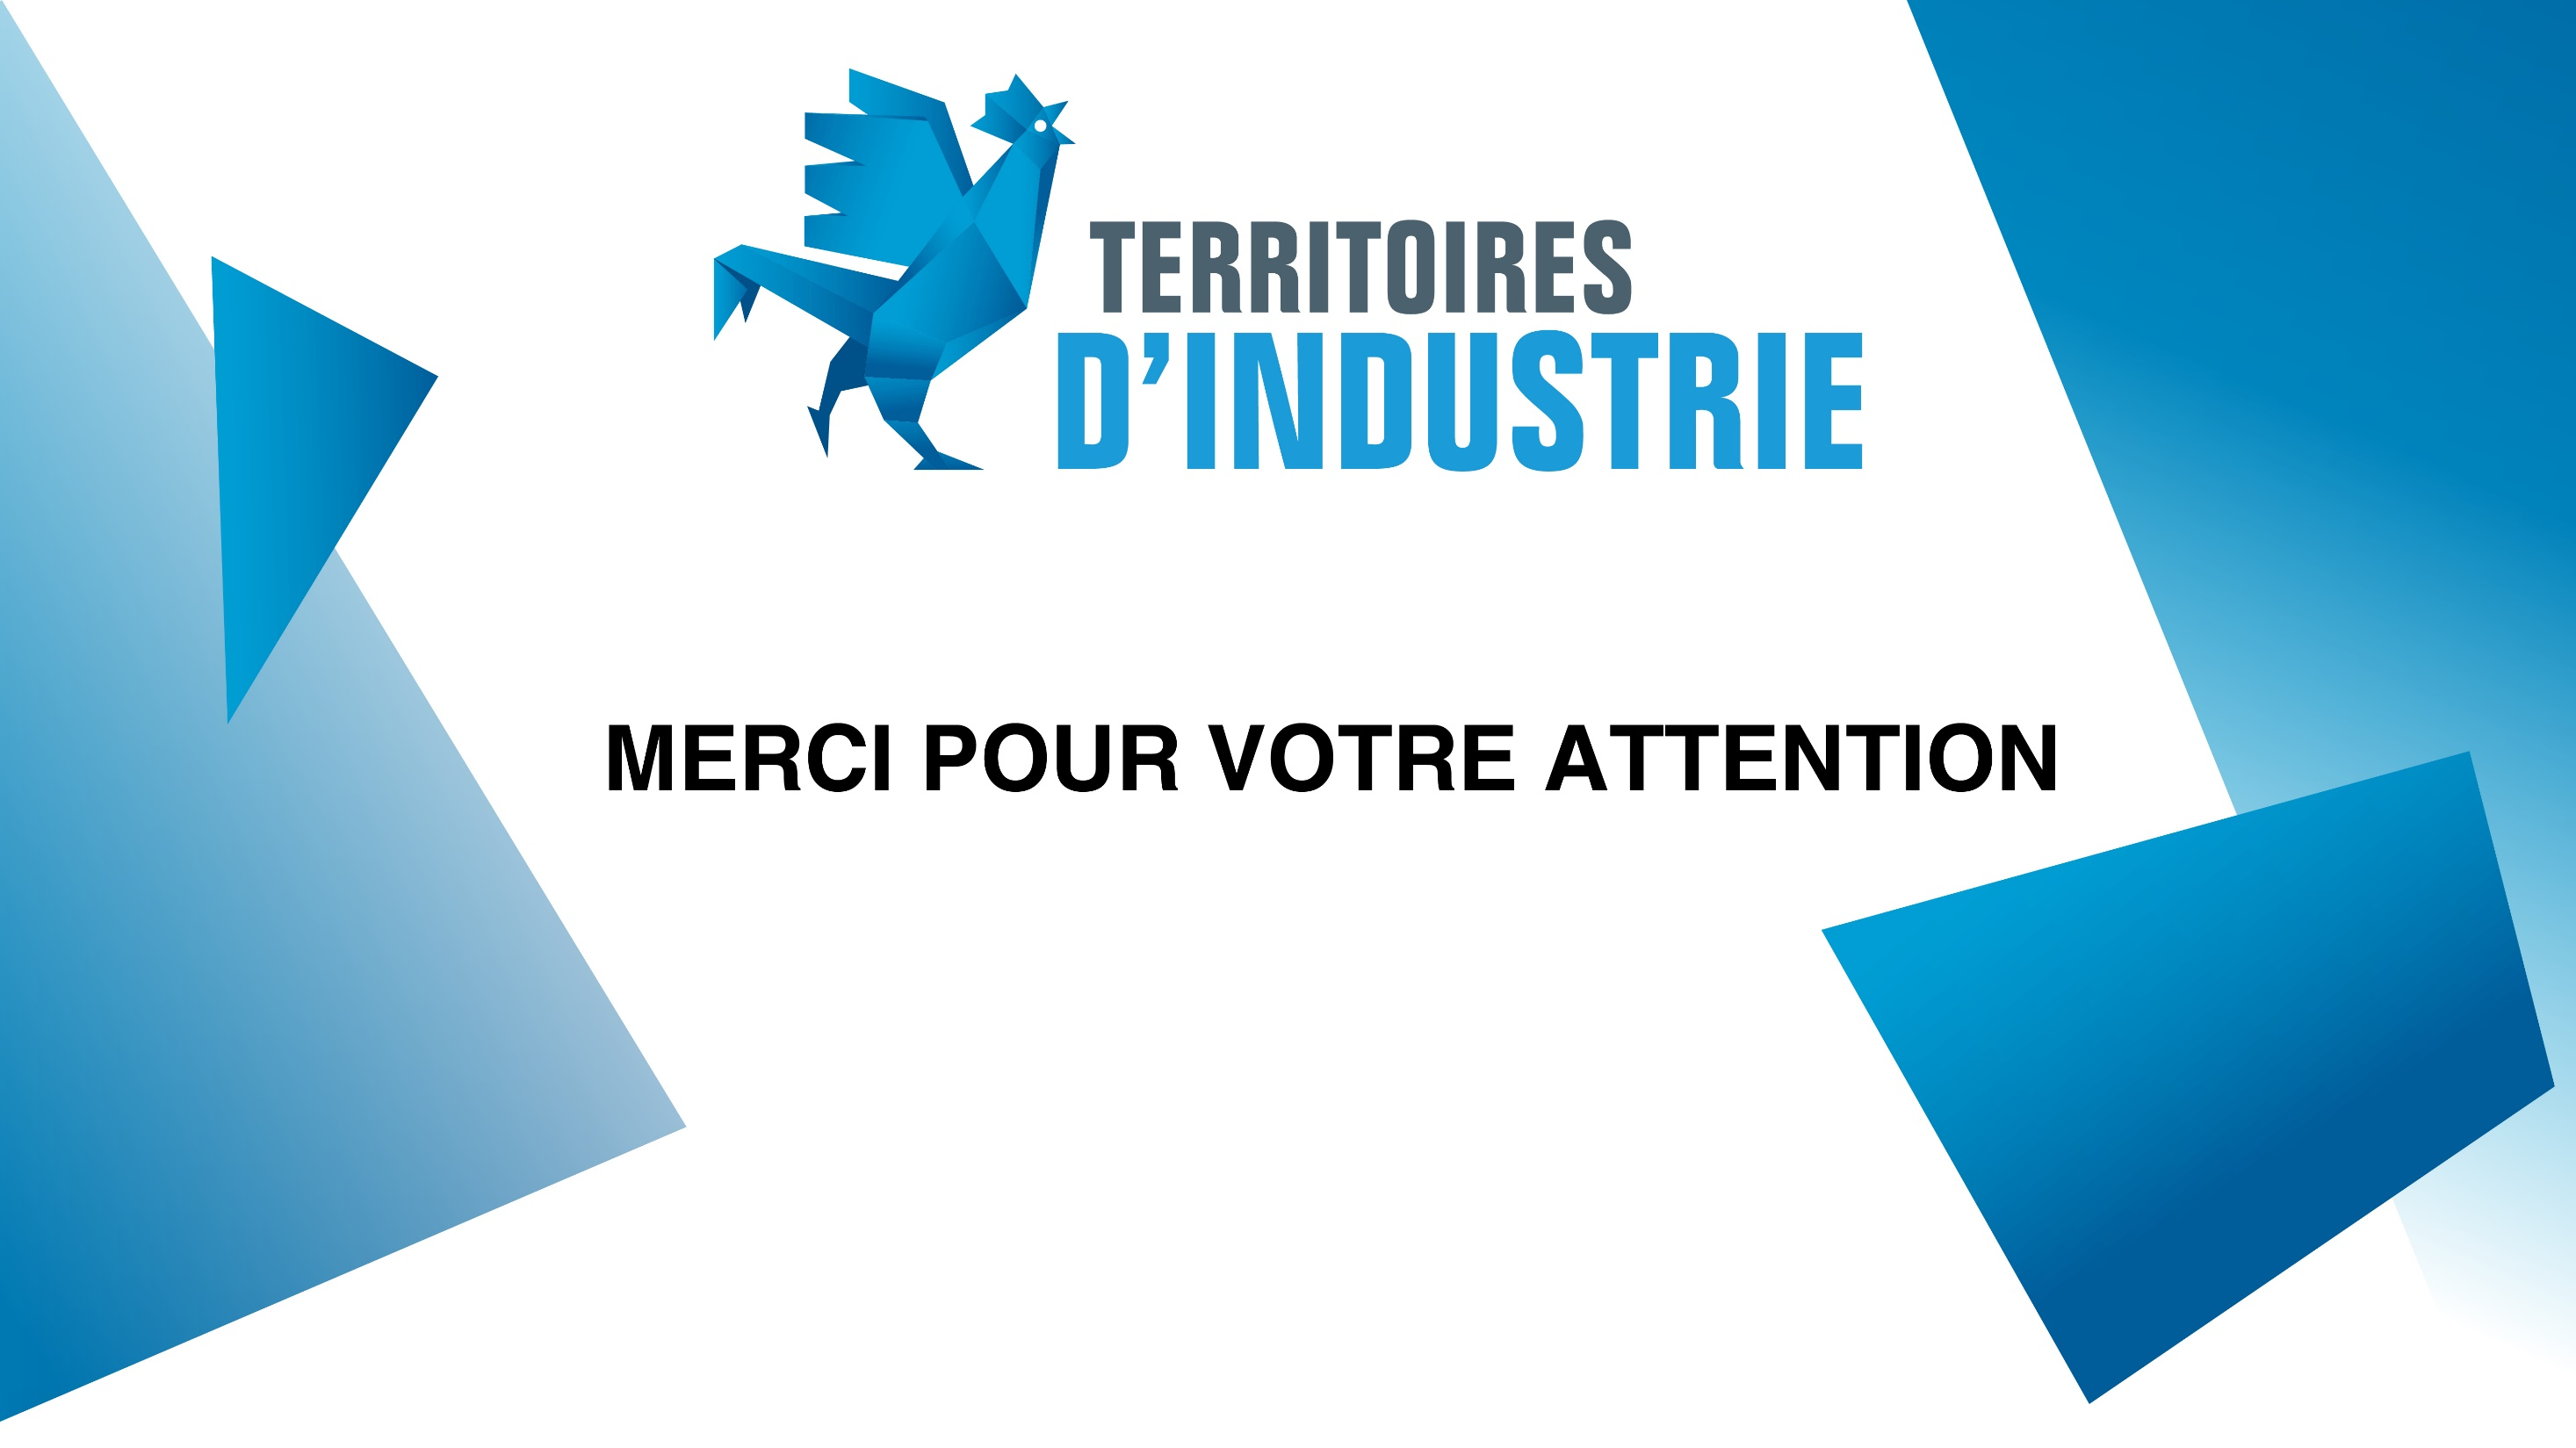 TERRITOIRES
D’INDUSTRIE
MERCI POUR VOTRE ATTENTION